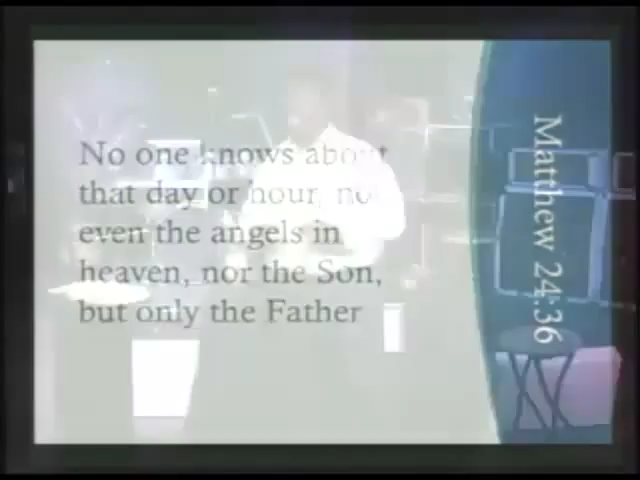 No one knows about
that day or hour, not
even the angels in
heaven, nor the Son,
but only the Father
Matthew 24:36